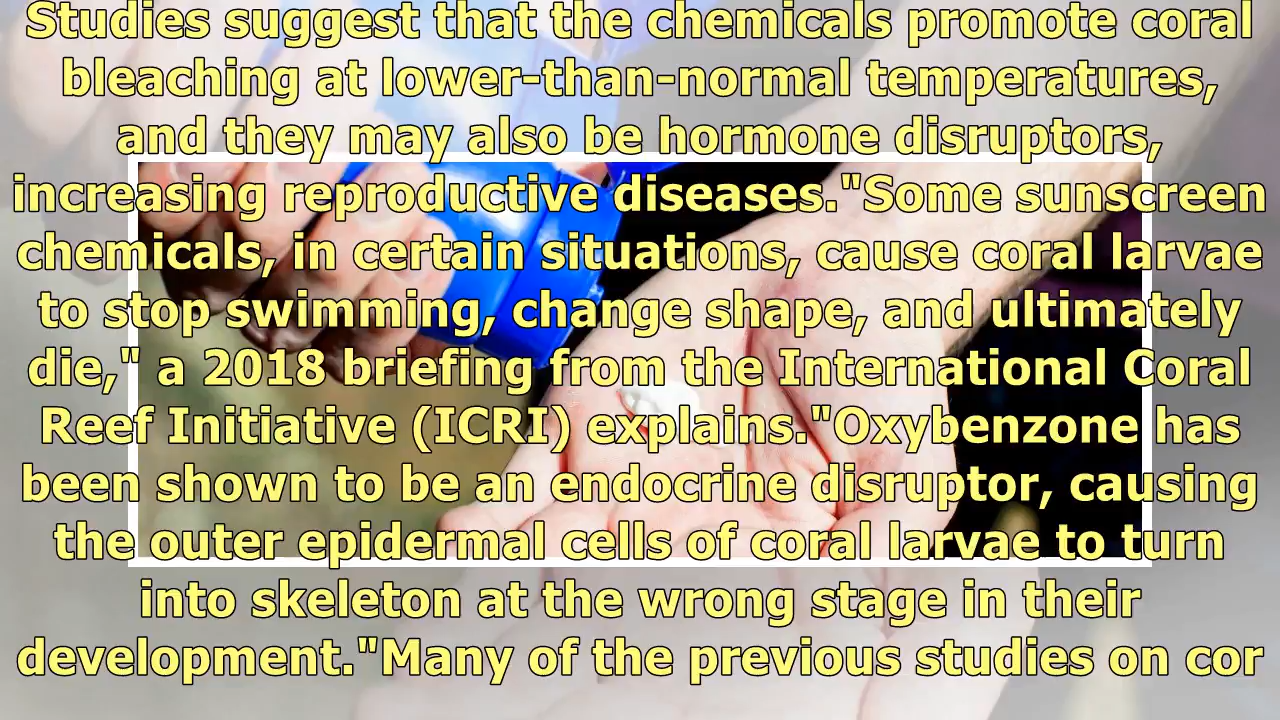 Studies suggest that the chemicals promote coral
bleaching at lower-than-normal temperatures,
and they may also be hormone disruptors,
increasing reproductive diseases."Some sunscreen
chemicals, in certain situations, cause coral larvae
to stop swimming, change shape, and ultimately
die," a 2018 briefing from the International Coral
Reef Initiative (ICRI) explains."Oxybenzone has
been shown to be an endocrine disruptor, causing
the outer epidermal cells of coral larvae to turn
into skeleton at the wrong stage in their
development."Many of the previous studies on cor